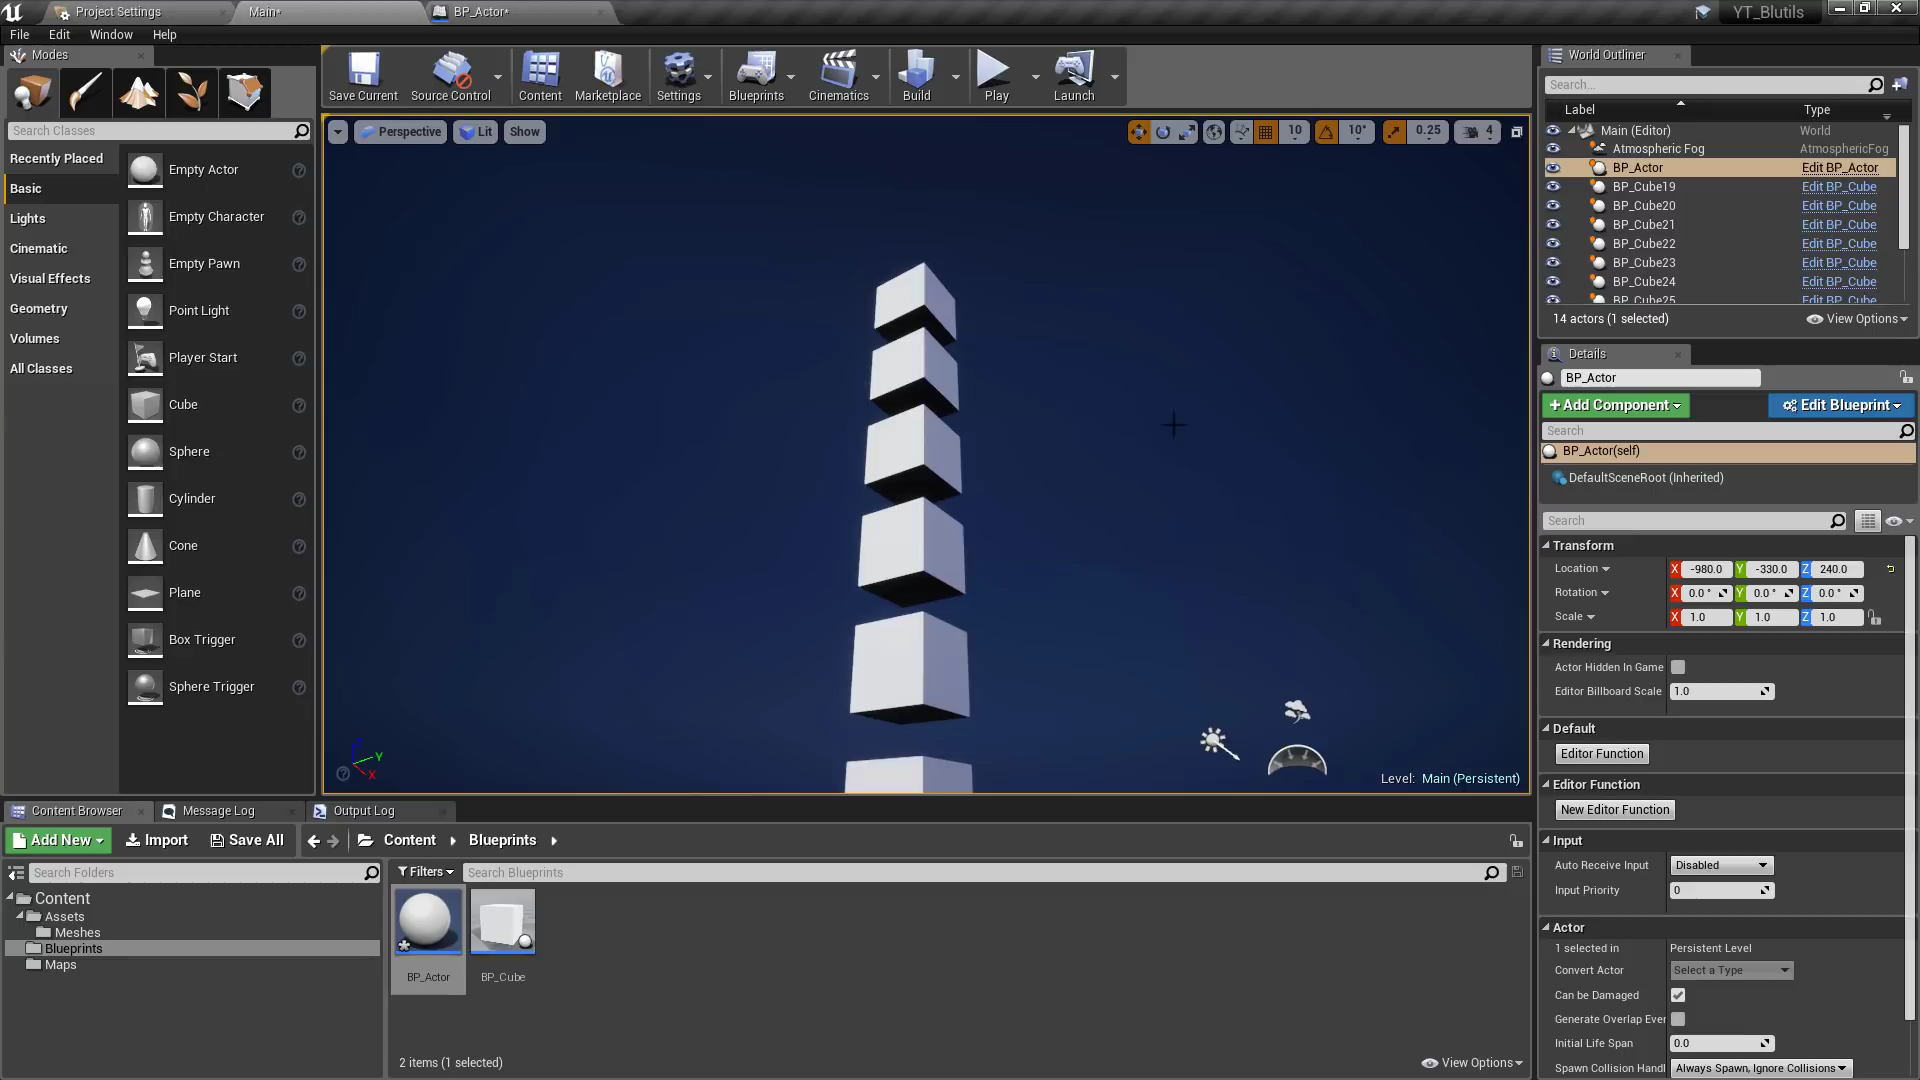 Project Settings
Main*
BP_Actor*
YT_Blutils
File Edit Window Help
Modes
Search Classes
Recently Placed
Basic
Lights
Cinematic
Visual Effects
Geometry
Volumes
All Classes
Empty Actor
Empty Character
Empty Pawn
Point Light
Player Start
Cube
Sphere
Cylinder
Cone
Plane
Box Trigger
Sphere Trigger
Save Current
Source Control
Content
Marketplace
Settings
Blueprints
Cinematics
Build
Play
Launch
Perspective
Lit
Show
10
10°
0.25
4
Z
Y
X
Level: Main (Persistent)
World Outliner
Search...
Label Type
Main (Editor) World
Atmospheric Fog AtmosphericFog
BP_Actor Edit BP_Actor
BP_Cube19 Edit BP_Cube
BP_Cube20 Edit BP_Cube
BP_Cube21 Edit BP_Cube
BP_Cube22 Edit BP_Cube
BP_Cube23 Edit BP_Cube
BP_Cube24 Edit BP_Cube
BP_Cube25 Edit BP_Cube
14 actors (1 selected) View Options
Details
BP_Actor
+Add Component Edit Blueprint
Search
BP_Actor(self)
DefaultSceneRoot (Inherited)
Search
Transform
Location X -980.0 Y -330.0 Z 240.0
Rotation X 0.0 ° Y 0.0 ° Z 0.0 °
Scale X 1.0 Y 1.0 Z 1.0
Rendering
Actor Hidden In Game
Editor Billboard Scale 1.0
Default
Editor Function
Editor Function
New Editor Function
Input
Auto Receive Input Disabled
Input Priority 0
Actor
1 selected in Persistent Level
Convert Actor Select a Type
Can be Damaged
Generate Overlap Ever
Initial Life Span 0.0
Spawn Collision Handl Always Spawn, Ignore Collisions
Content Browser
Message Log
Output Log
Add New Import Save All Content Blueprints
Search Folders
Filters Search Blueprints
Content
Assets
Meshes
Blueprints
Maps
BP_Actor
BP_Cube
2 items (1 selected) View Options